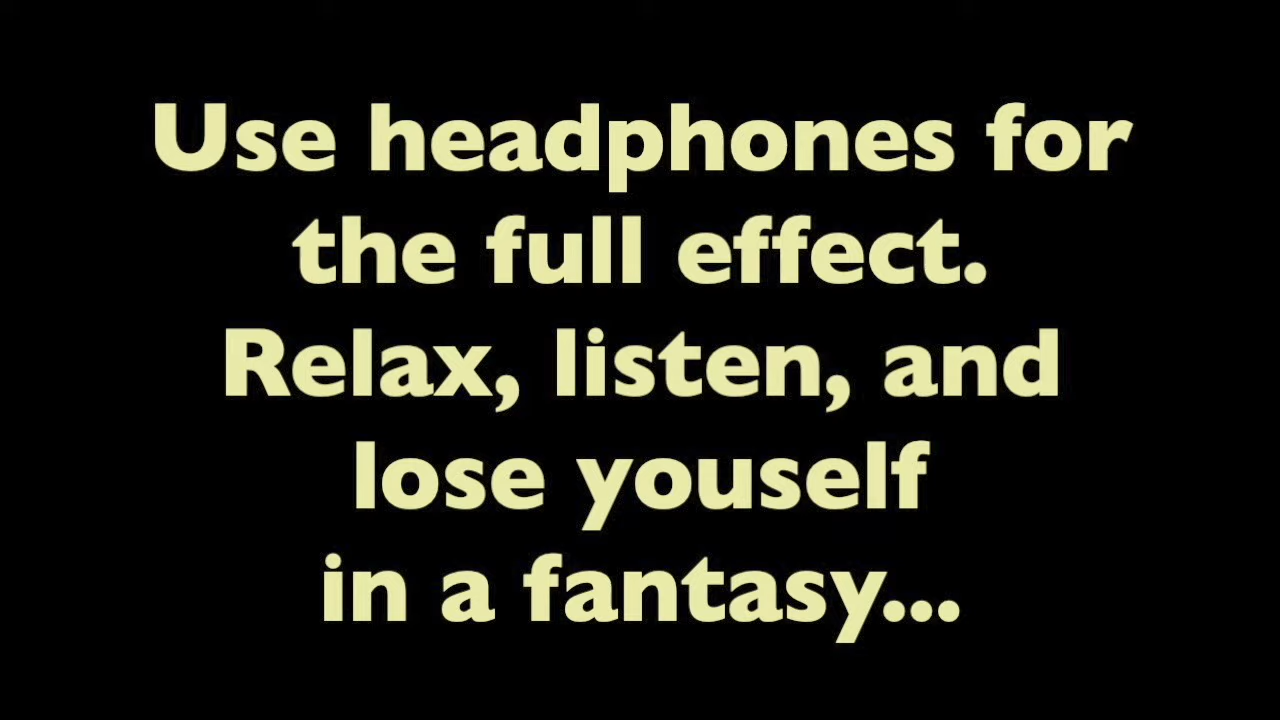 Use headphones for
the full effect.
Relax, listen, and
lose youself
in a fantasy...